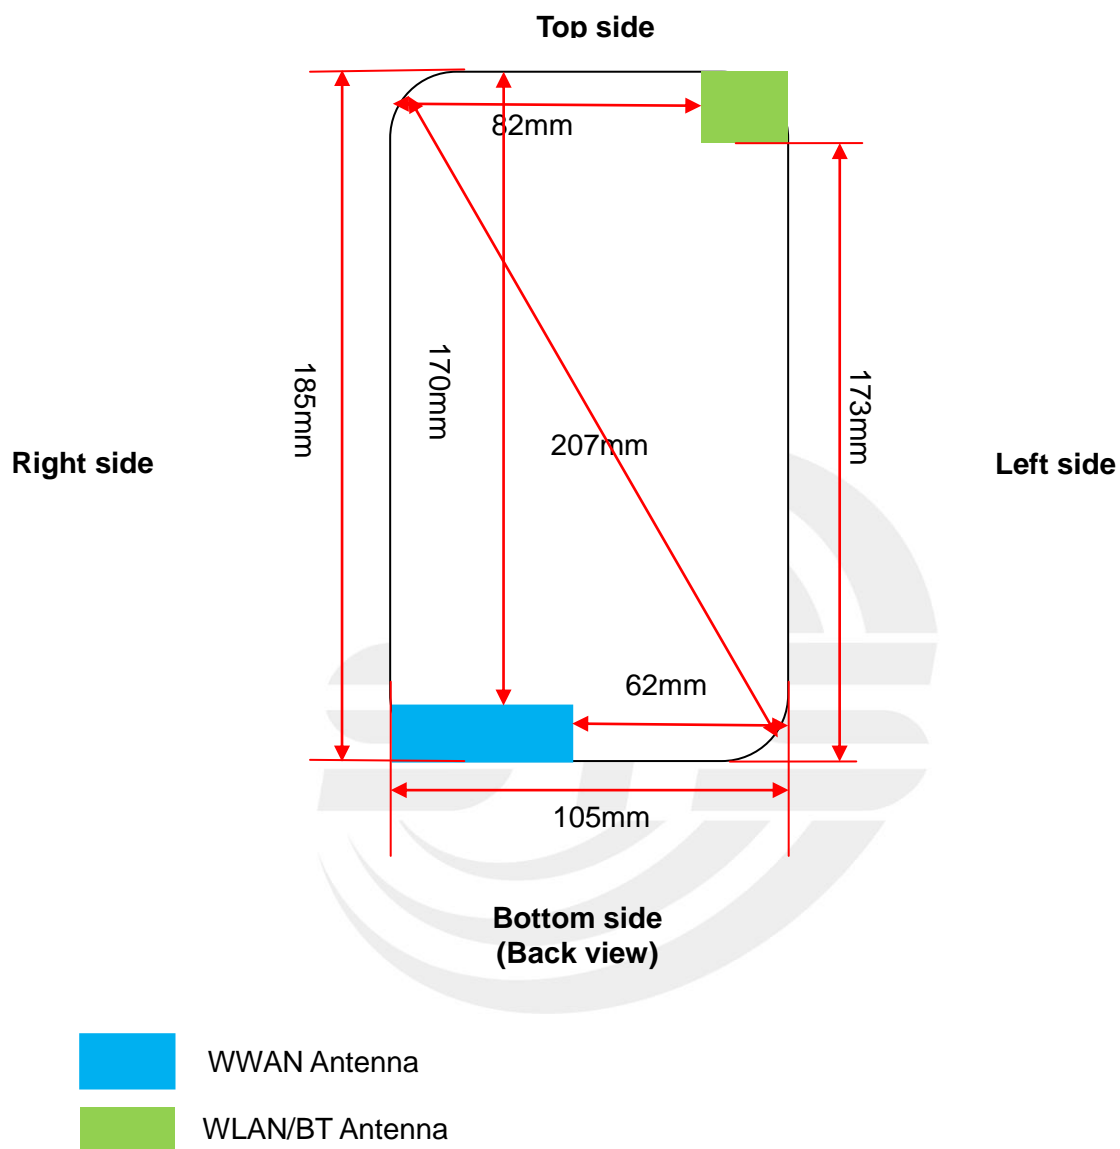 Top side
82mm
185mm
170mm
173mm
207mm
Right side
Left side
62mm
105mm
Bottom side
(Back view)
WWAN Antenna
WLAN/BT Antenna